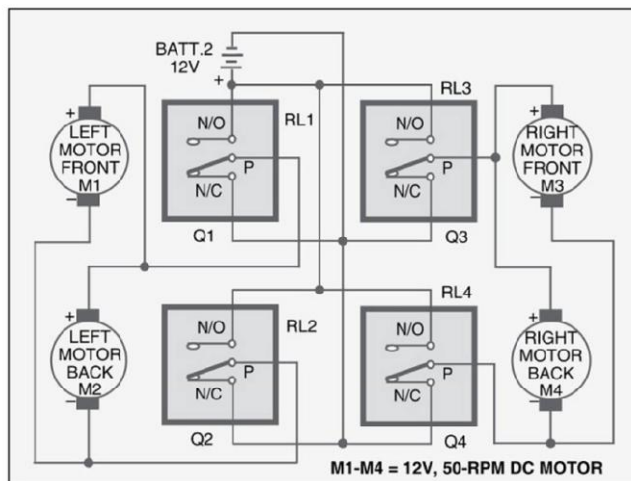 BATT.2
12V
+
RL1
RL3
N/O
P
N/C
N/O
P
N/C
+
LEFT
MOTOR
FRONT
M1
−
+
RIGHT
MOTOR
FRONT
M3
−
Q1
Q3
RL2
RL4
N/O
P
N/C
N/O
P
N/C
+
LEFT
MOTOR
BACK
M2
−
+
RIGHT
MOTOR
BACK
M4
−
Q2
Q4
M1-M4 = 12V, 50-RPM DC MOTOR